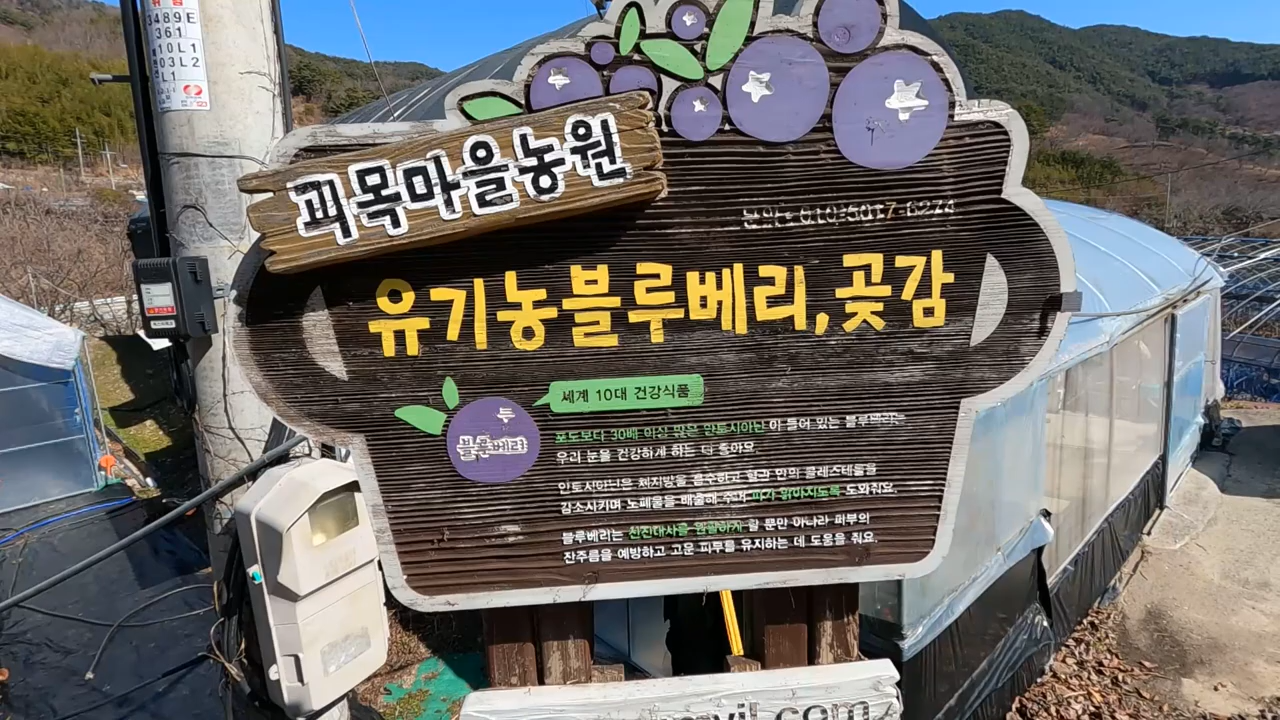 3489E
361
10L1
03L2
L1
괴목마을농원
유기농블루베리,곶감
세계 10대 건강식품
블루베리
포도보다 30배 이상 많은 안토시아닌이 들어 있는 블루베리는
우리 눈을 건강하게 하는 더 좋아요.
안토시아닌은 체지방을 흡수하고 혈관 안의 콜레스테롤을
감소시키며 노폐물을 배출해 주며 피가 맑아지도록 도와줘요.
블루베리는 신진대사를 원활하게 할 뿐만 아니라 피부의
잔주름을 예방하고 고운 피부를 유지하는 데 도움을 줘요